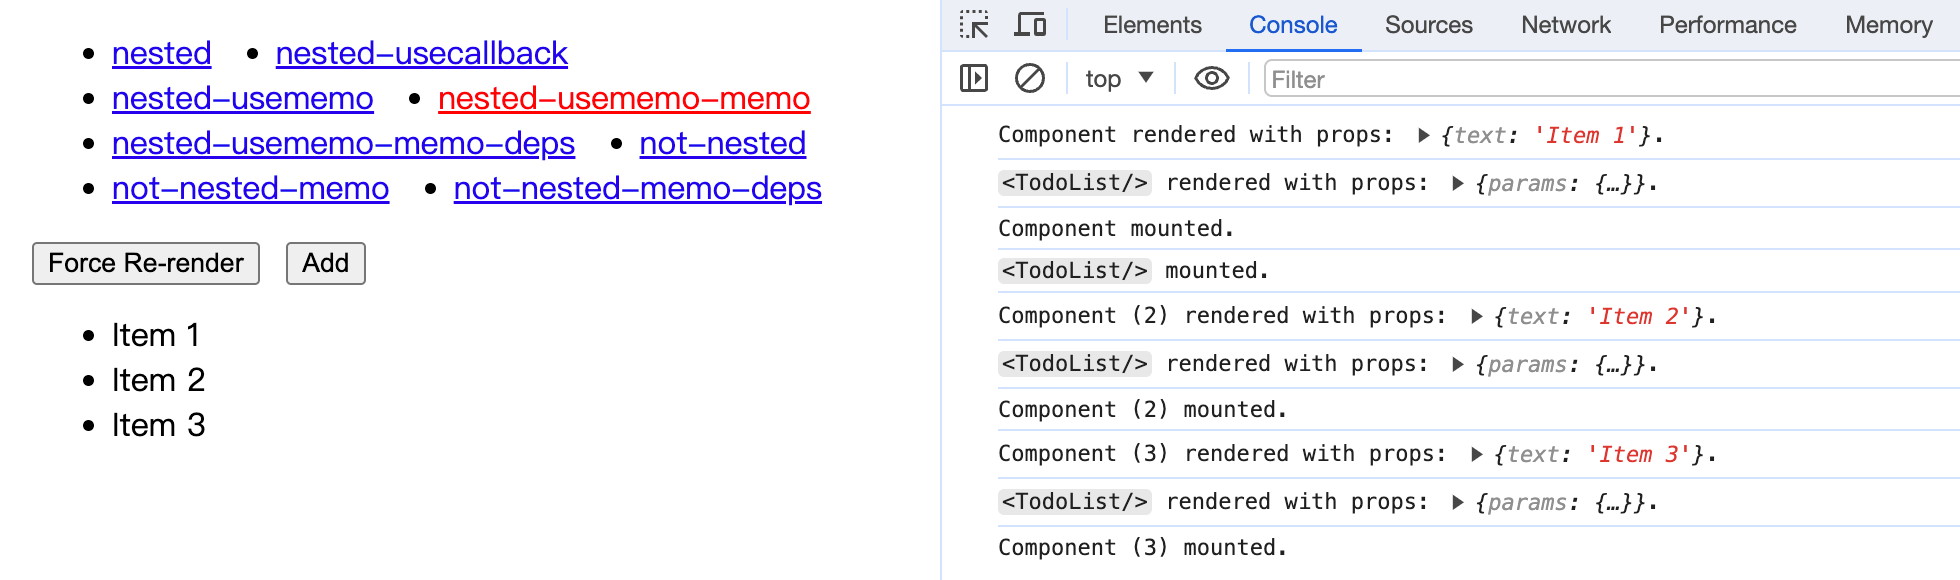 nested nested-usecallback
nested-usememo nested-usememo-memo
nested-usememo-memo-deps not-nested
not-nested-memo not-nested-memo-deps
Force Re-render Add
Item 1
Item 2
Item 3
Elements Console Sources Network Performance Memory
top Filter
Component rendered with props: {text: 'Item 1'}.
<TodoList/> rendered with props: {params: {…}}.
Component mounted.
<TodoList/> mounted.
Component (2) rendered with props: {text: 'Item 2'}.
<TodoList/> rendered with props: {params: {…}}.
Component (2) mounted.
Component (3) rendered with props: {text: 'Item 3'}.
<TodoList/> rendered with props: {params: {…}}.
Component (3) mounted.